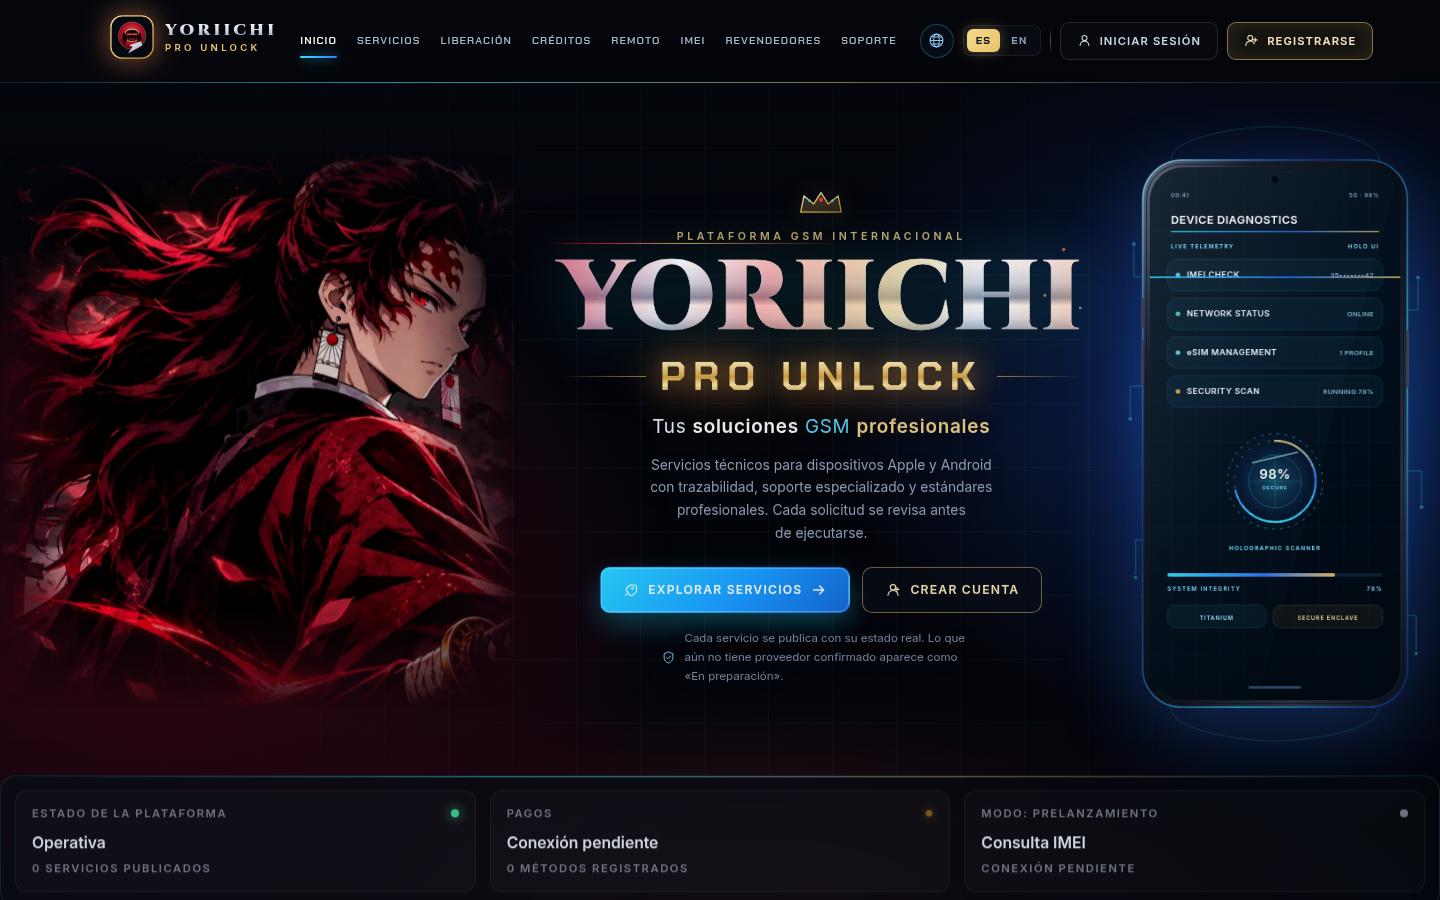 YORIICHI
PRO UNLOCK
INICIO
SERVICIOS
LIBERACIÓN
CRÉDITOS
REMOTO
IMEI
REVENDEDORES
SOPORTE
ES
EN
INICIAR SESIÓN
REGISTRARSE
PLATAFORMA GSM INTERNACIONAL
YORIICHI
PRO UNLOCK
Tus soluciones GSM profesionales
Servicios técnicos para dispositivos Apple y Android
con trazabilidad, soporte especializado y estándares
profesionales. Cada solicitud se revisa antes
de ejecutarse.
EXPLORAR SERVICIOS
CREAR CUENTA
Cada servicio se publica con su estado real. Lo que
aún no tiene proveedor confirmado aparece como
«En preparación».
09:41
5G · 98%
DEVICE DIAGNOSTICS
LIVE TELEMETRY
HOLO UI
IMEI CHECK
NETWORK STATUS
ONLINE
eSIM MANAGEMENT
1 PROFILE
SECURITY SCAN
RUNNING 78%
98%
SECURE
HOLOGRAPHIC SCANNER
SYSTEM INTEGRITY
78%
TITANIUM
SECURE ENCLAVE
ESTADO DE LA PLATAFORMA
Operativa
0 SERVICIOS PUBLICADOS
PAGOS
Conexión pendiente
0 MÉTODOS REGISTRADOS
MODO: PRELANZAMIENTO
Consulta IMEI
CONEXIÓN PENDIENTE